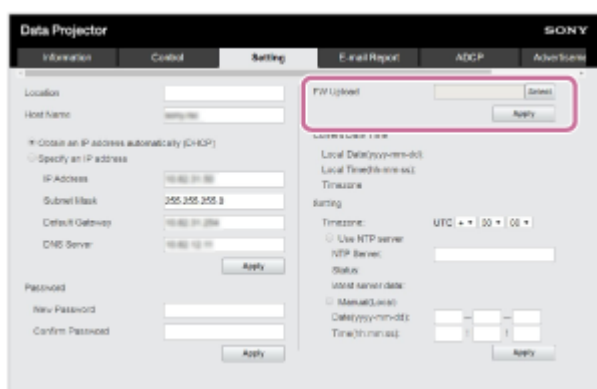 Data Projector
SONY
Information Control Setting E-mail Report ADCP Advertiseme
Location
Host Name
Obtain an IP address automatically (DHCP)
Specify an IP address
IP Address
Subnet Mask 255.255.255.0
Default Gateway
DNS Server
Apply
Password
New Password
Confirm Password
Apply
FW Upload Select
Apply
Current Date Time
Local Date(yyyy-mm-dd):
Local Time(hh:mm:ss):
Timezone
Setting
Timezone: UTC + 00 00
Use NTP server
NTP Server:
Status:
Manual(Local)
Date(yyyy-mm-dd):
Time(hh:mm:ss):
Apply